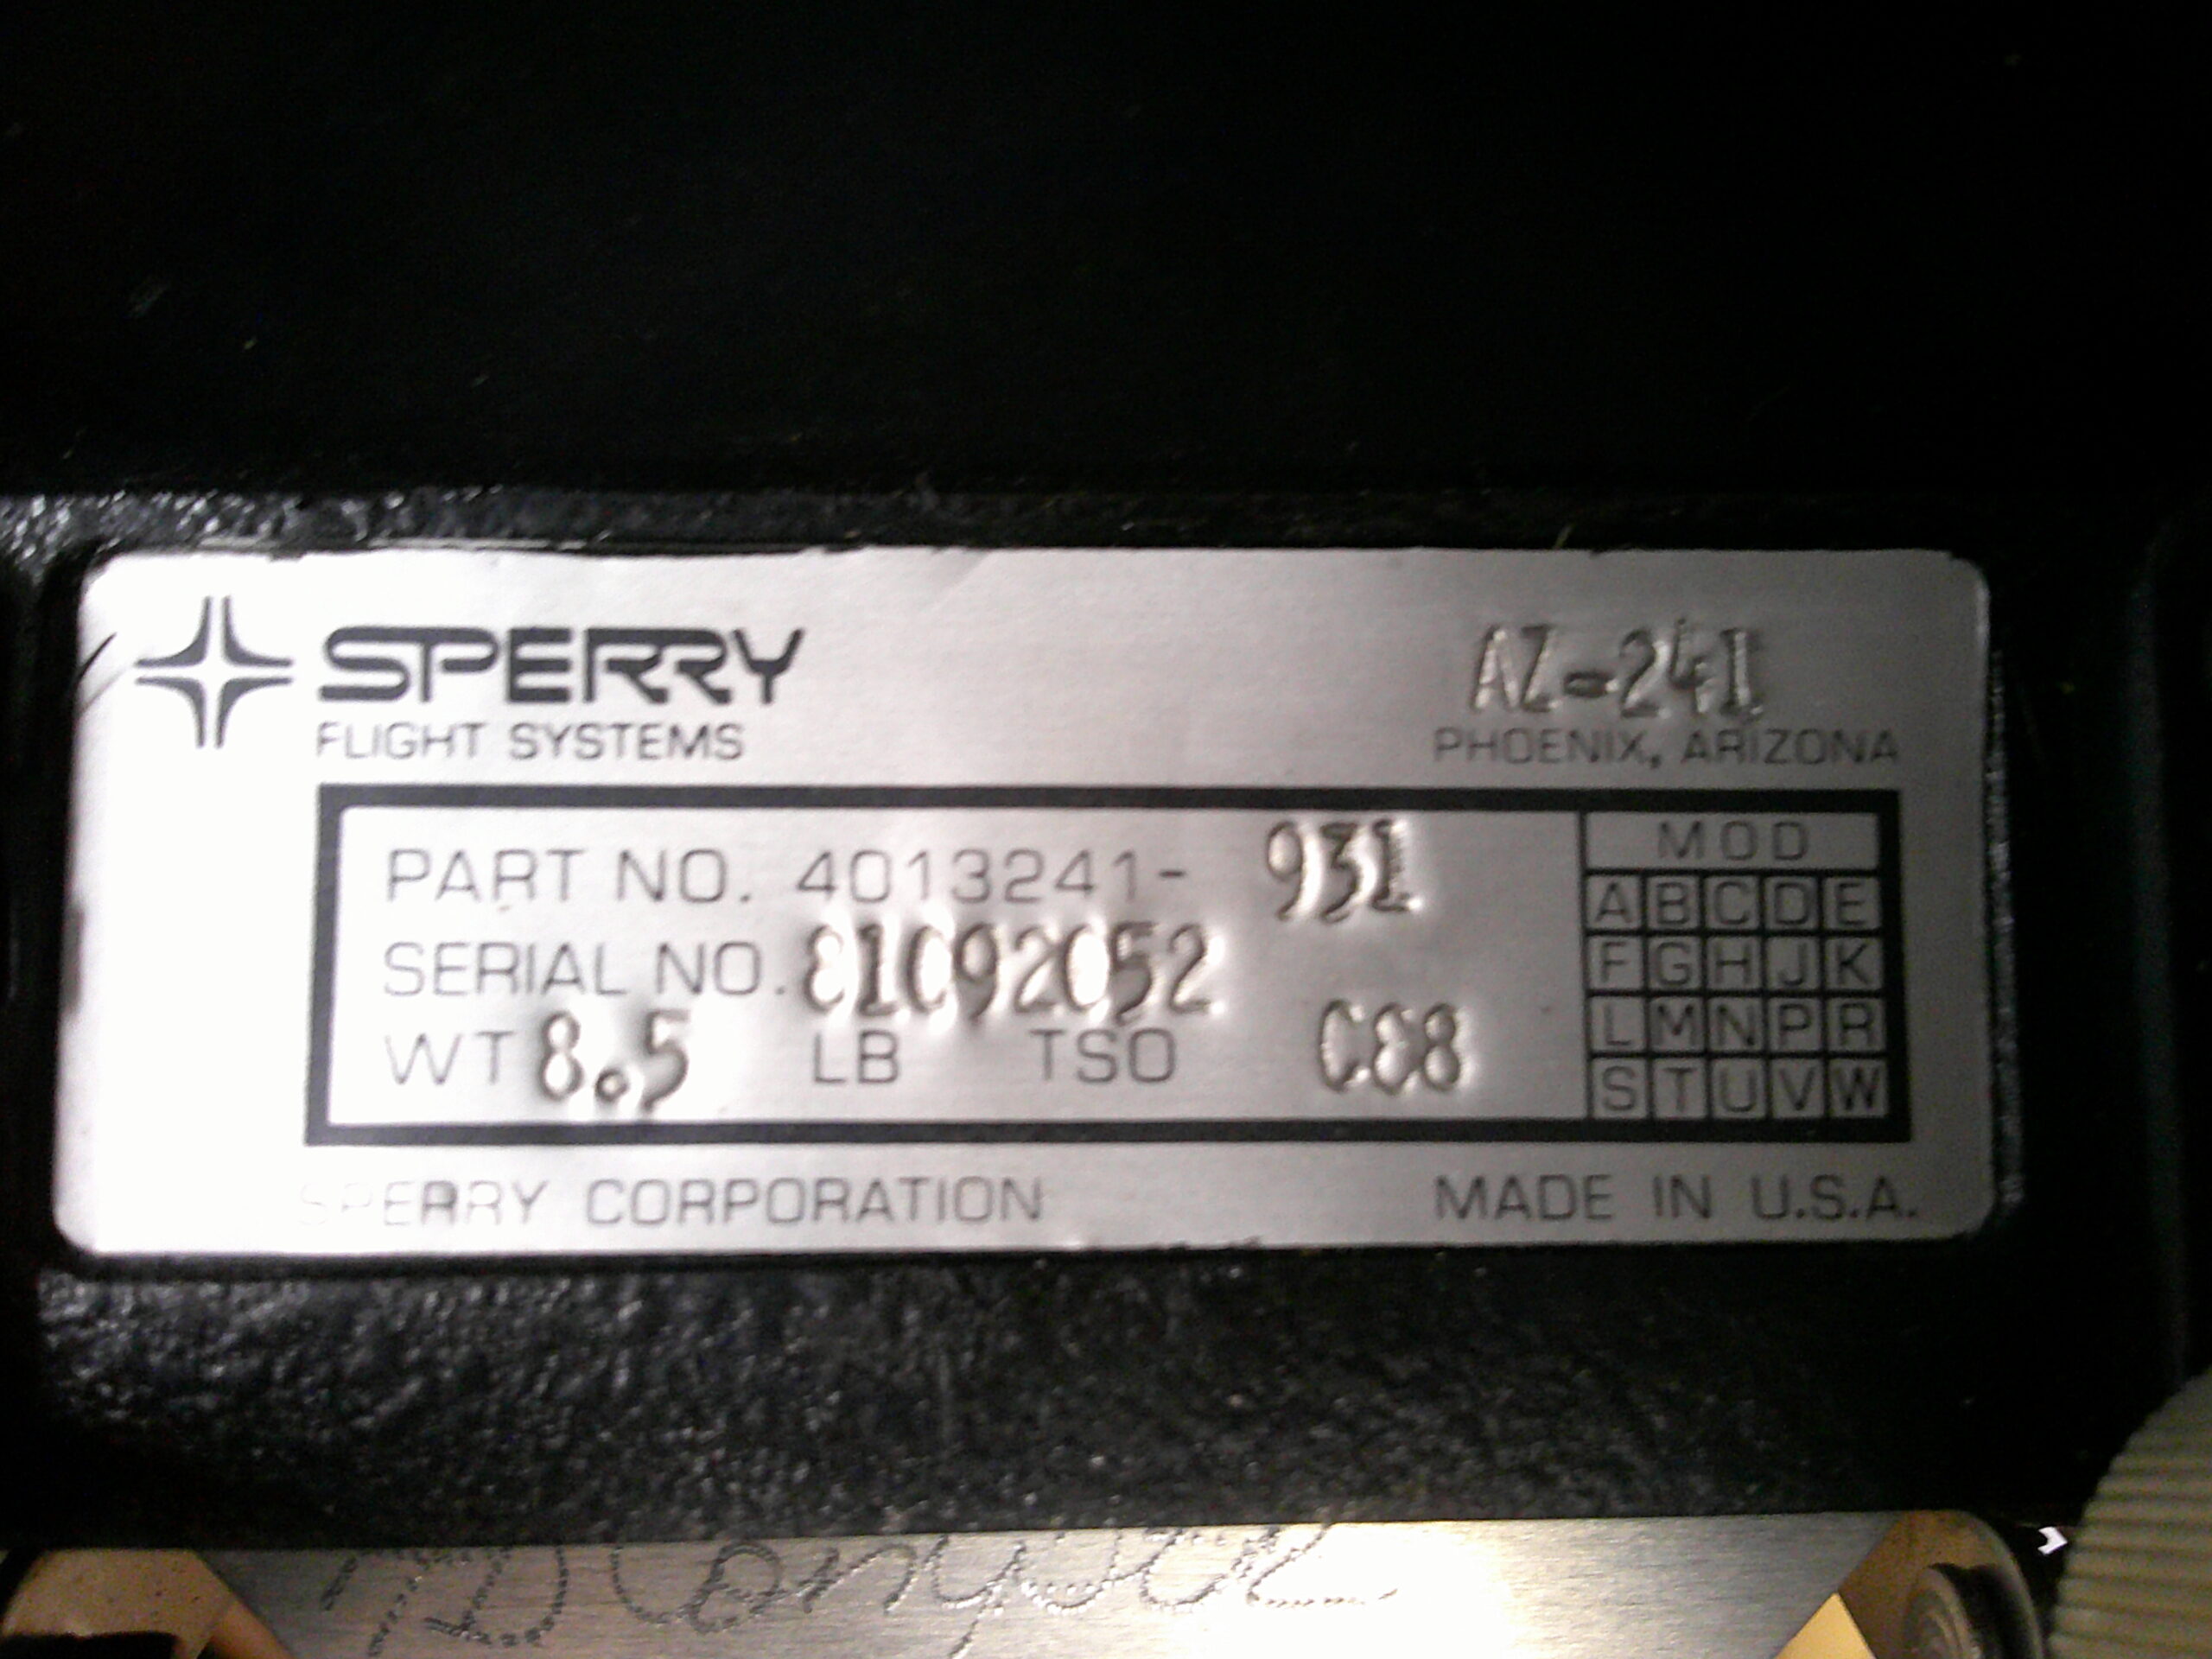 SPERRY
FLIGHT SYSTEMS
AZ-241
PHOENIX, ARIZONA
PART NO. 4013241- 931
SERIAL NO. 81092052
WT 8.5 LB TSO C88
MOD
A B C D E
F G H J K
L M N P R
S T U V W
SPERRY CORPORATION
MADE IN U.S.A.